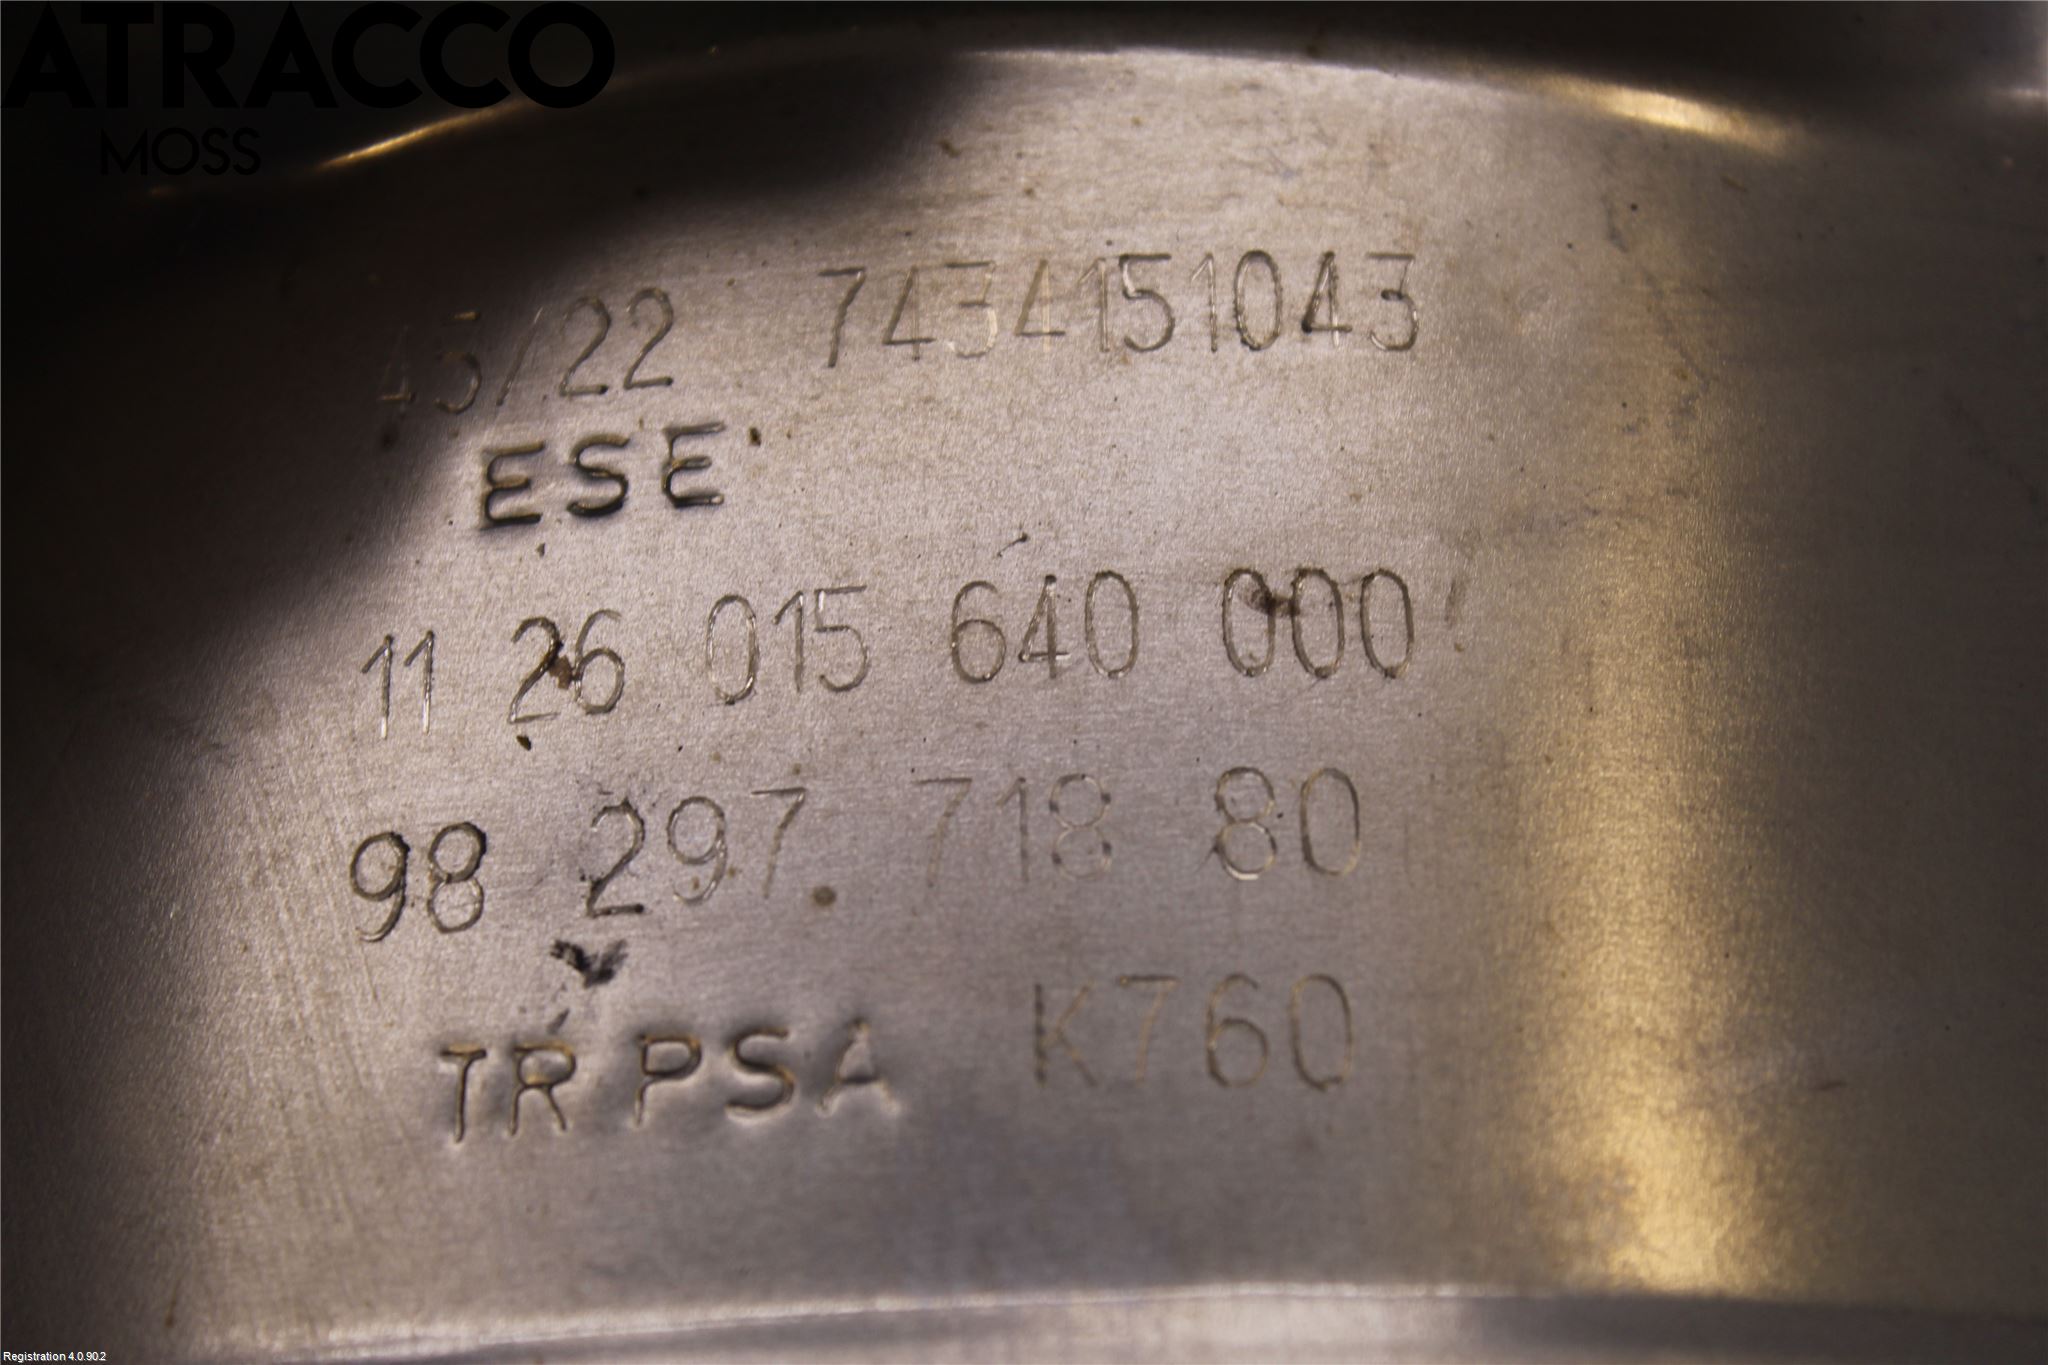 ATRACCO
MOSS
45/22 7434151043
ESE
11 26 015 640 000
98 297 718 80
TR PSA K760
Registration 4.0.90.2